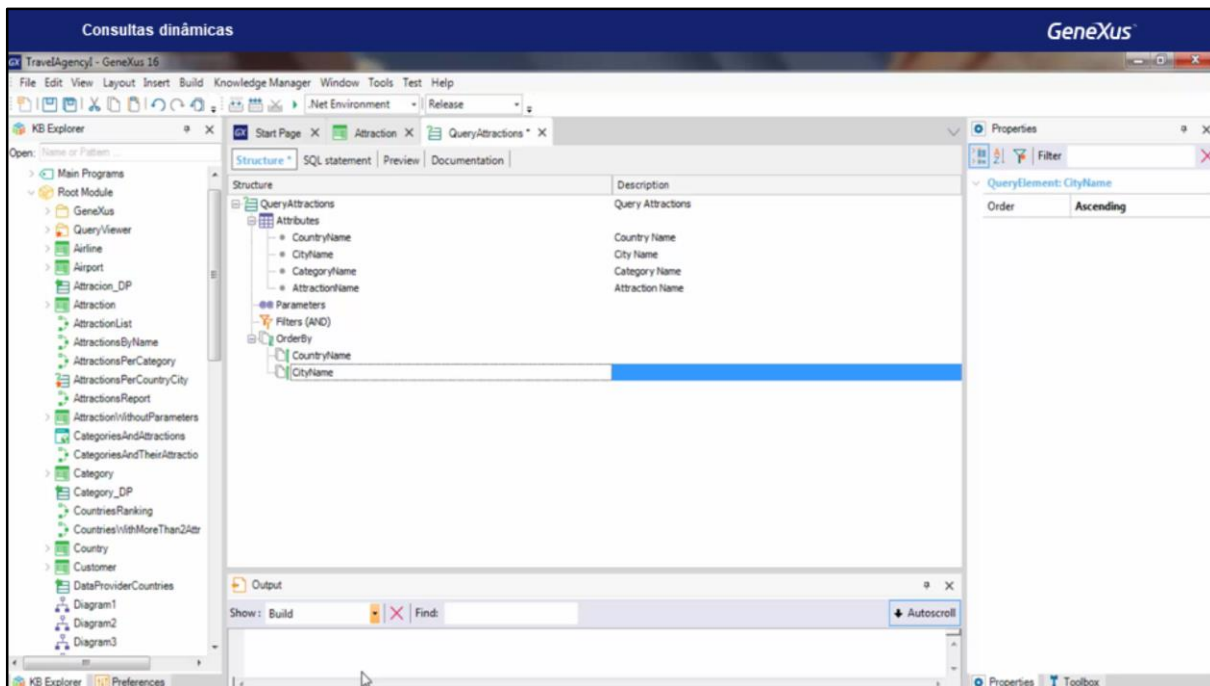 Consultas dinâmicas
GeneXus
TravelAgencyI - GeneXus 16
File Edit View Layout Insert Build Knowledge Manager Window Tools Test Help
.Net Environment Release
KB Explorer
Open: Name or Pattern ...
Main Programs
Root Module
GeneXus
QueryViewer
Airline
Airport
Attracion_DP
Attraction
AttractionList
AttractionsByName
AttractionsPerCategory
AttractionsPerCountryCity
AttractionsReport
AttractionWithoutParameters
CategoriesAndAttractions
CategoriesAndTheirAttractio
Category
Category_DP
CountriesRanking
CountriesWithMoreThan2Attr
Country
Customer
DataProviderCountries
Diagram1
Diagram2
Diagram3
KB Explorer Preferences
Start Page Attraction QueryAttractions *
Structure * SQL statement Preview Documentation
Structure Description
QueryAttractions Query Attractions
Attributes
CountryName Country Name
CityName City Name
CategoryName Category Name
AttractionName Attraction Name
Parameters
Filters (AND)
OrderBy
CountryName
CityName
Output
Show: Build Find: Autoscroll
Properties
Filter
QueryElement: CityName
Order Ascending
Properties Toolbox